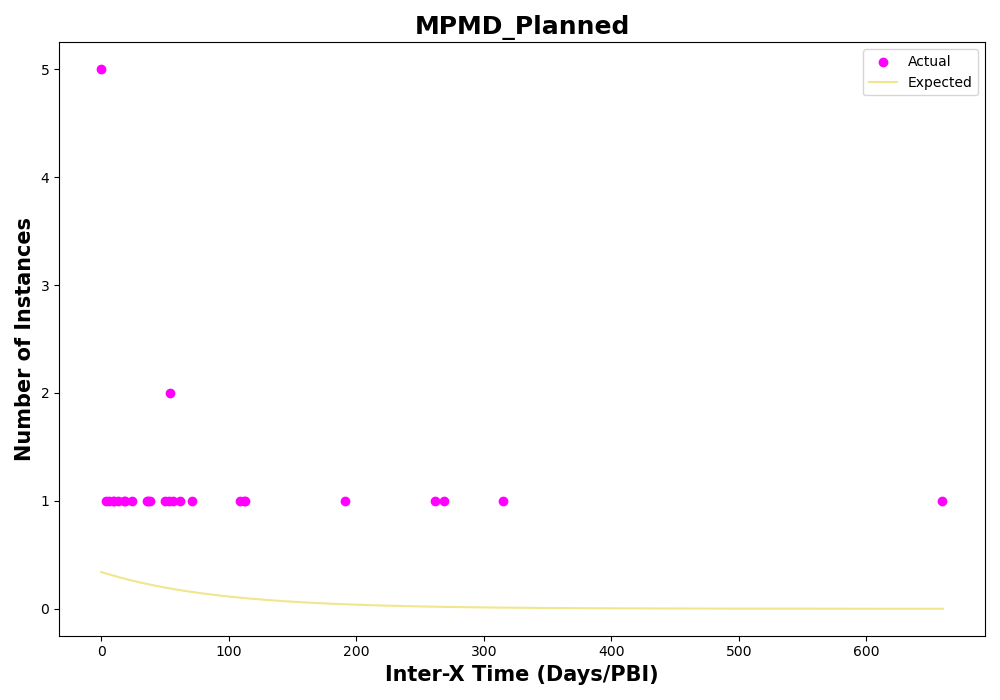 MPMD_Planned
Actual
Expected
Number of Instances
5
4
3
2
1
0
0 100 200 300 400 500 600
Inter-X Time (Days/PBI)